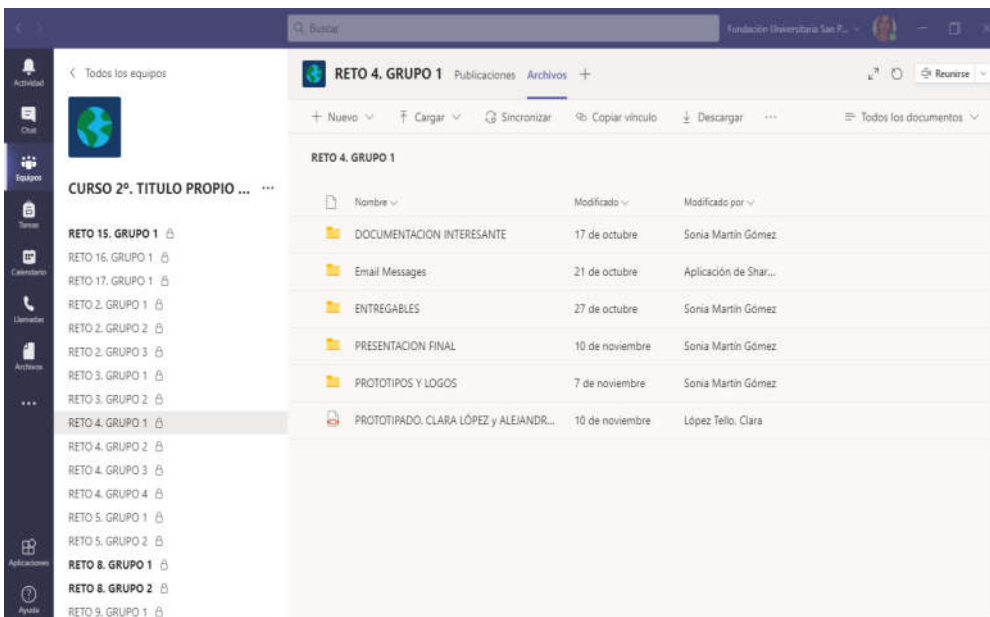 Buscar
Fundación Universitaria San P...
Actividad
Chat
Equipos
Tareas
Calendario
Llamadas
Archivos
Aplicaciones
Ayuda
Todos los equipos
CURSO 2º. TITULO PROPIO ... ...
RETO 15. GRUPO 1
RETO 16. GRUPO 1
RETO 17. GRUPO 1
RETO 2. GRUPO 1
RETO 2. GRUPO 2
RETO 2. GRUPO 3
RETO 3. GRUPO 1
RETO 3. GRUPO 2
RETO 4. GRUPO 1
RETO 4. GRUPO 2
RETO 4. GRUPO 3
RETO 4. GRUPO 4
RETO 5. GRUPO 1
RETO 5. GRUPO 2
RETO 8. GRUPO 1
RETO 8. GRUPO 2
RETO 9. GRUPO 1
RETO 4. GRUPO 1 Publicaciones Archivos + Reunirse
+ Nuevo Cargar Sincronizar Copiar vínculo Descargar ... Todos los documentos
RETO 4. GRUPO 1
Nombre Modificado Modificado por
DOCUMENTACION INTERESANTE 17 de octubre Sonia Martín Gómez
Email Messages 21 de octubre Aplicación de Shar...
ENTREGABLES 27 de octubre Sonia Martín Gómez
PRESENTACION FINAL 10 de noviembre Sonia Martín Gómez
PROTOTIPOS Y LOGOS 7 de noviembre Sonia Martín Gómez
PROTOTIPADO. CLARA LÓPEZ y ALEJANDR... 10 de noviembre López Tello, Clara